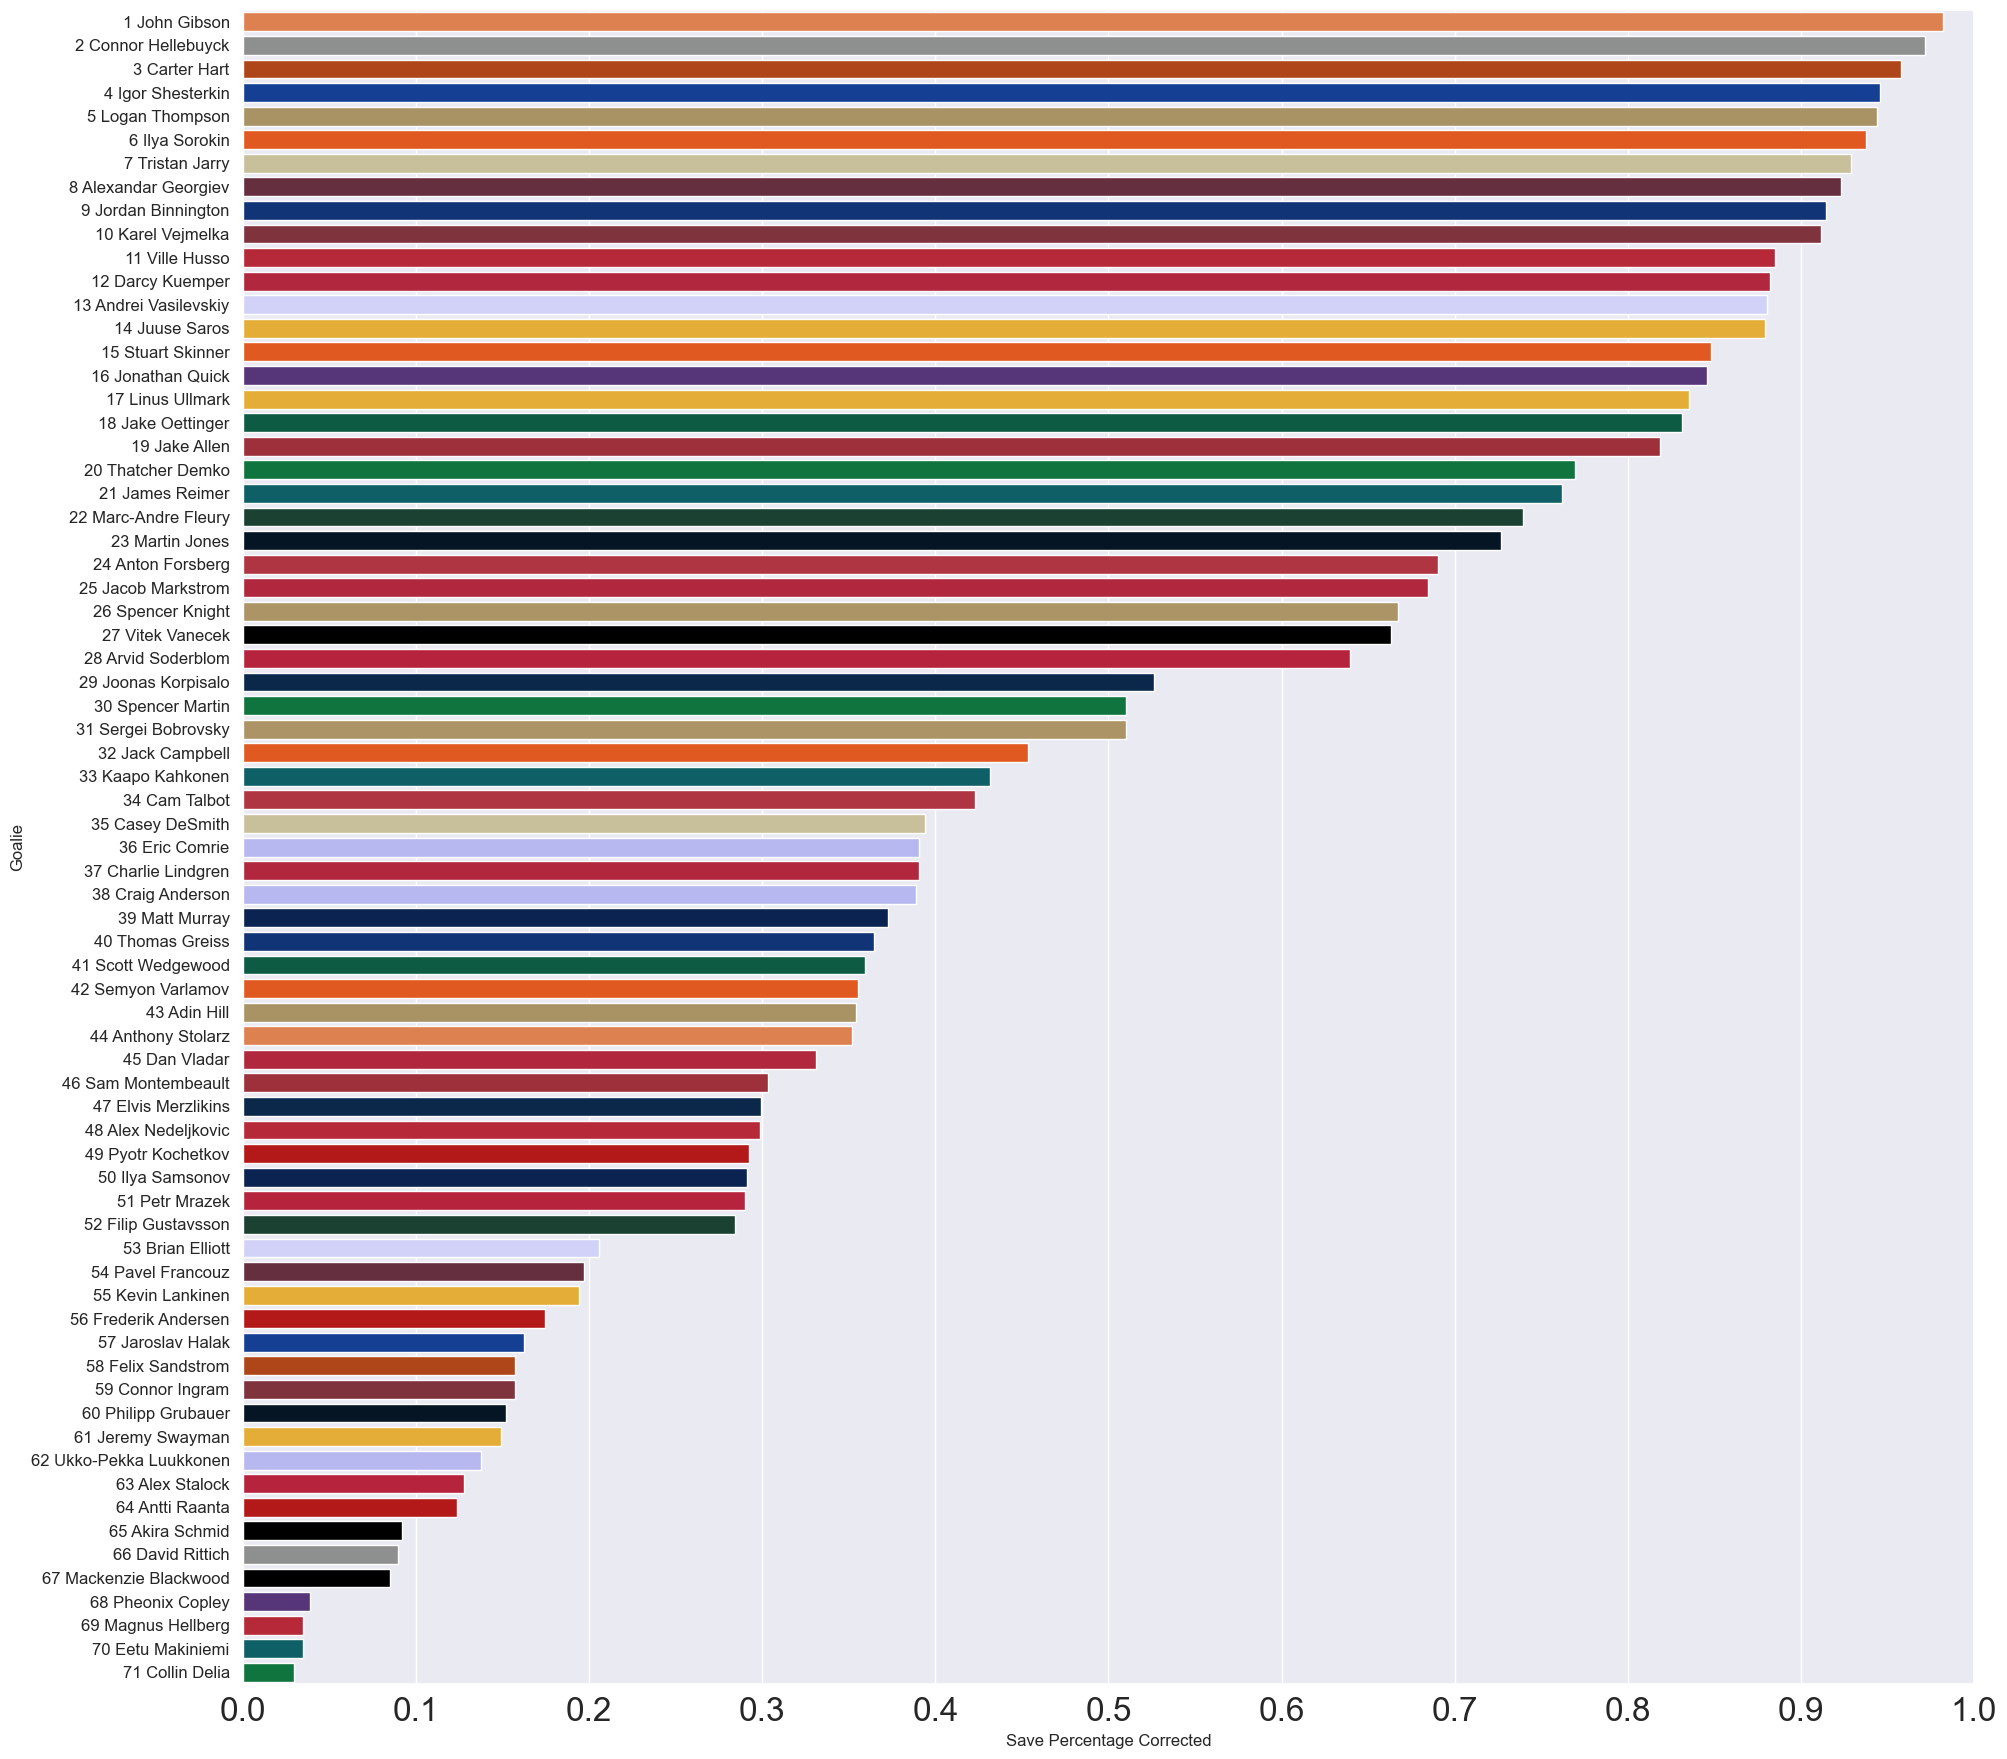 1 John Gibson
2 Connor Hellebuyck
3 Carter Hart
4 Igor Shesterkin
5 Logan Thompson
6 Ilya Sorokin
7 Tristan Jarry
8 Alexandar Georgiev
9 Jordan Binnington
10 Karel Vejmelka
11 Ville Husso
12 Darcy Kuemper
13 Andrei Vasilevskiy
14 Juuse Saros
15 Stuart Skinner
16 Jonathan Quick
17 Linus Ullmark
18 Jake Oettinger
19 Jake Allen
20 Thatcher Demko
21 James Reimer
22 Marc-Andre Fleury
23 Martin Jones
24 Anton Forsberg
25 Jacob Markstrom
26 Spencer Knight
27 Vitek Vanecek
28 Arvid Soderblom
29 Joonas Korpisalo
30 Spencer Martin
31 Sergei Bobrovsky
32 Jack Campbell
33 Kaapo Kahkonen
34 Cam Talbot
35 Casey DeSmith
36 Eric Comrie
37 Charlie Lindgren
38 Craig Anderson
39 Matt Murray
40 Thomas Greiss
41 Scott Wedgewood
42 Semyon Varlamov
43 Adin Hill
44 Anthony Stolarz
45 Dan Vladar
46 Sam Montembeault
47 Elvis Merzlikins
48 Alex Nedeljkovic
49 Pyotr Kochetkov
50 Ilya Samsonov
51 Petr Mrazek
52 Filip Gustavsson
53 Brian Elliott
54 Pavel Francouz
55 Kevin Lankinen
56 Frederik Andersen
57 Jaroslav Halak
58 Felix Sandstrom
59 Connor Ingram
60 Philipp Grubauer
61 Jeremy Swayman
62 Ukko-Pekka Luukkonen
63 Alex Stalock
64 Antti Raanta
65 Akira Schmid
66 David Rittich
67 Mackenzie Blackwood
68 Pheonix Copley
69 Magnus Hellberg
70 Eetu Makiniemi
71 Collin Delia
Goalie
0.0 0.1 0.2 0.3 0.4 0.5 0.6 0.7 0.8 0.9 1.0
Save Percentage Corrected